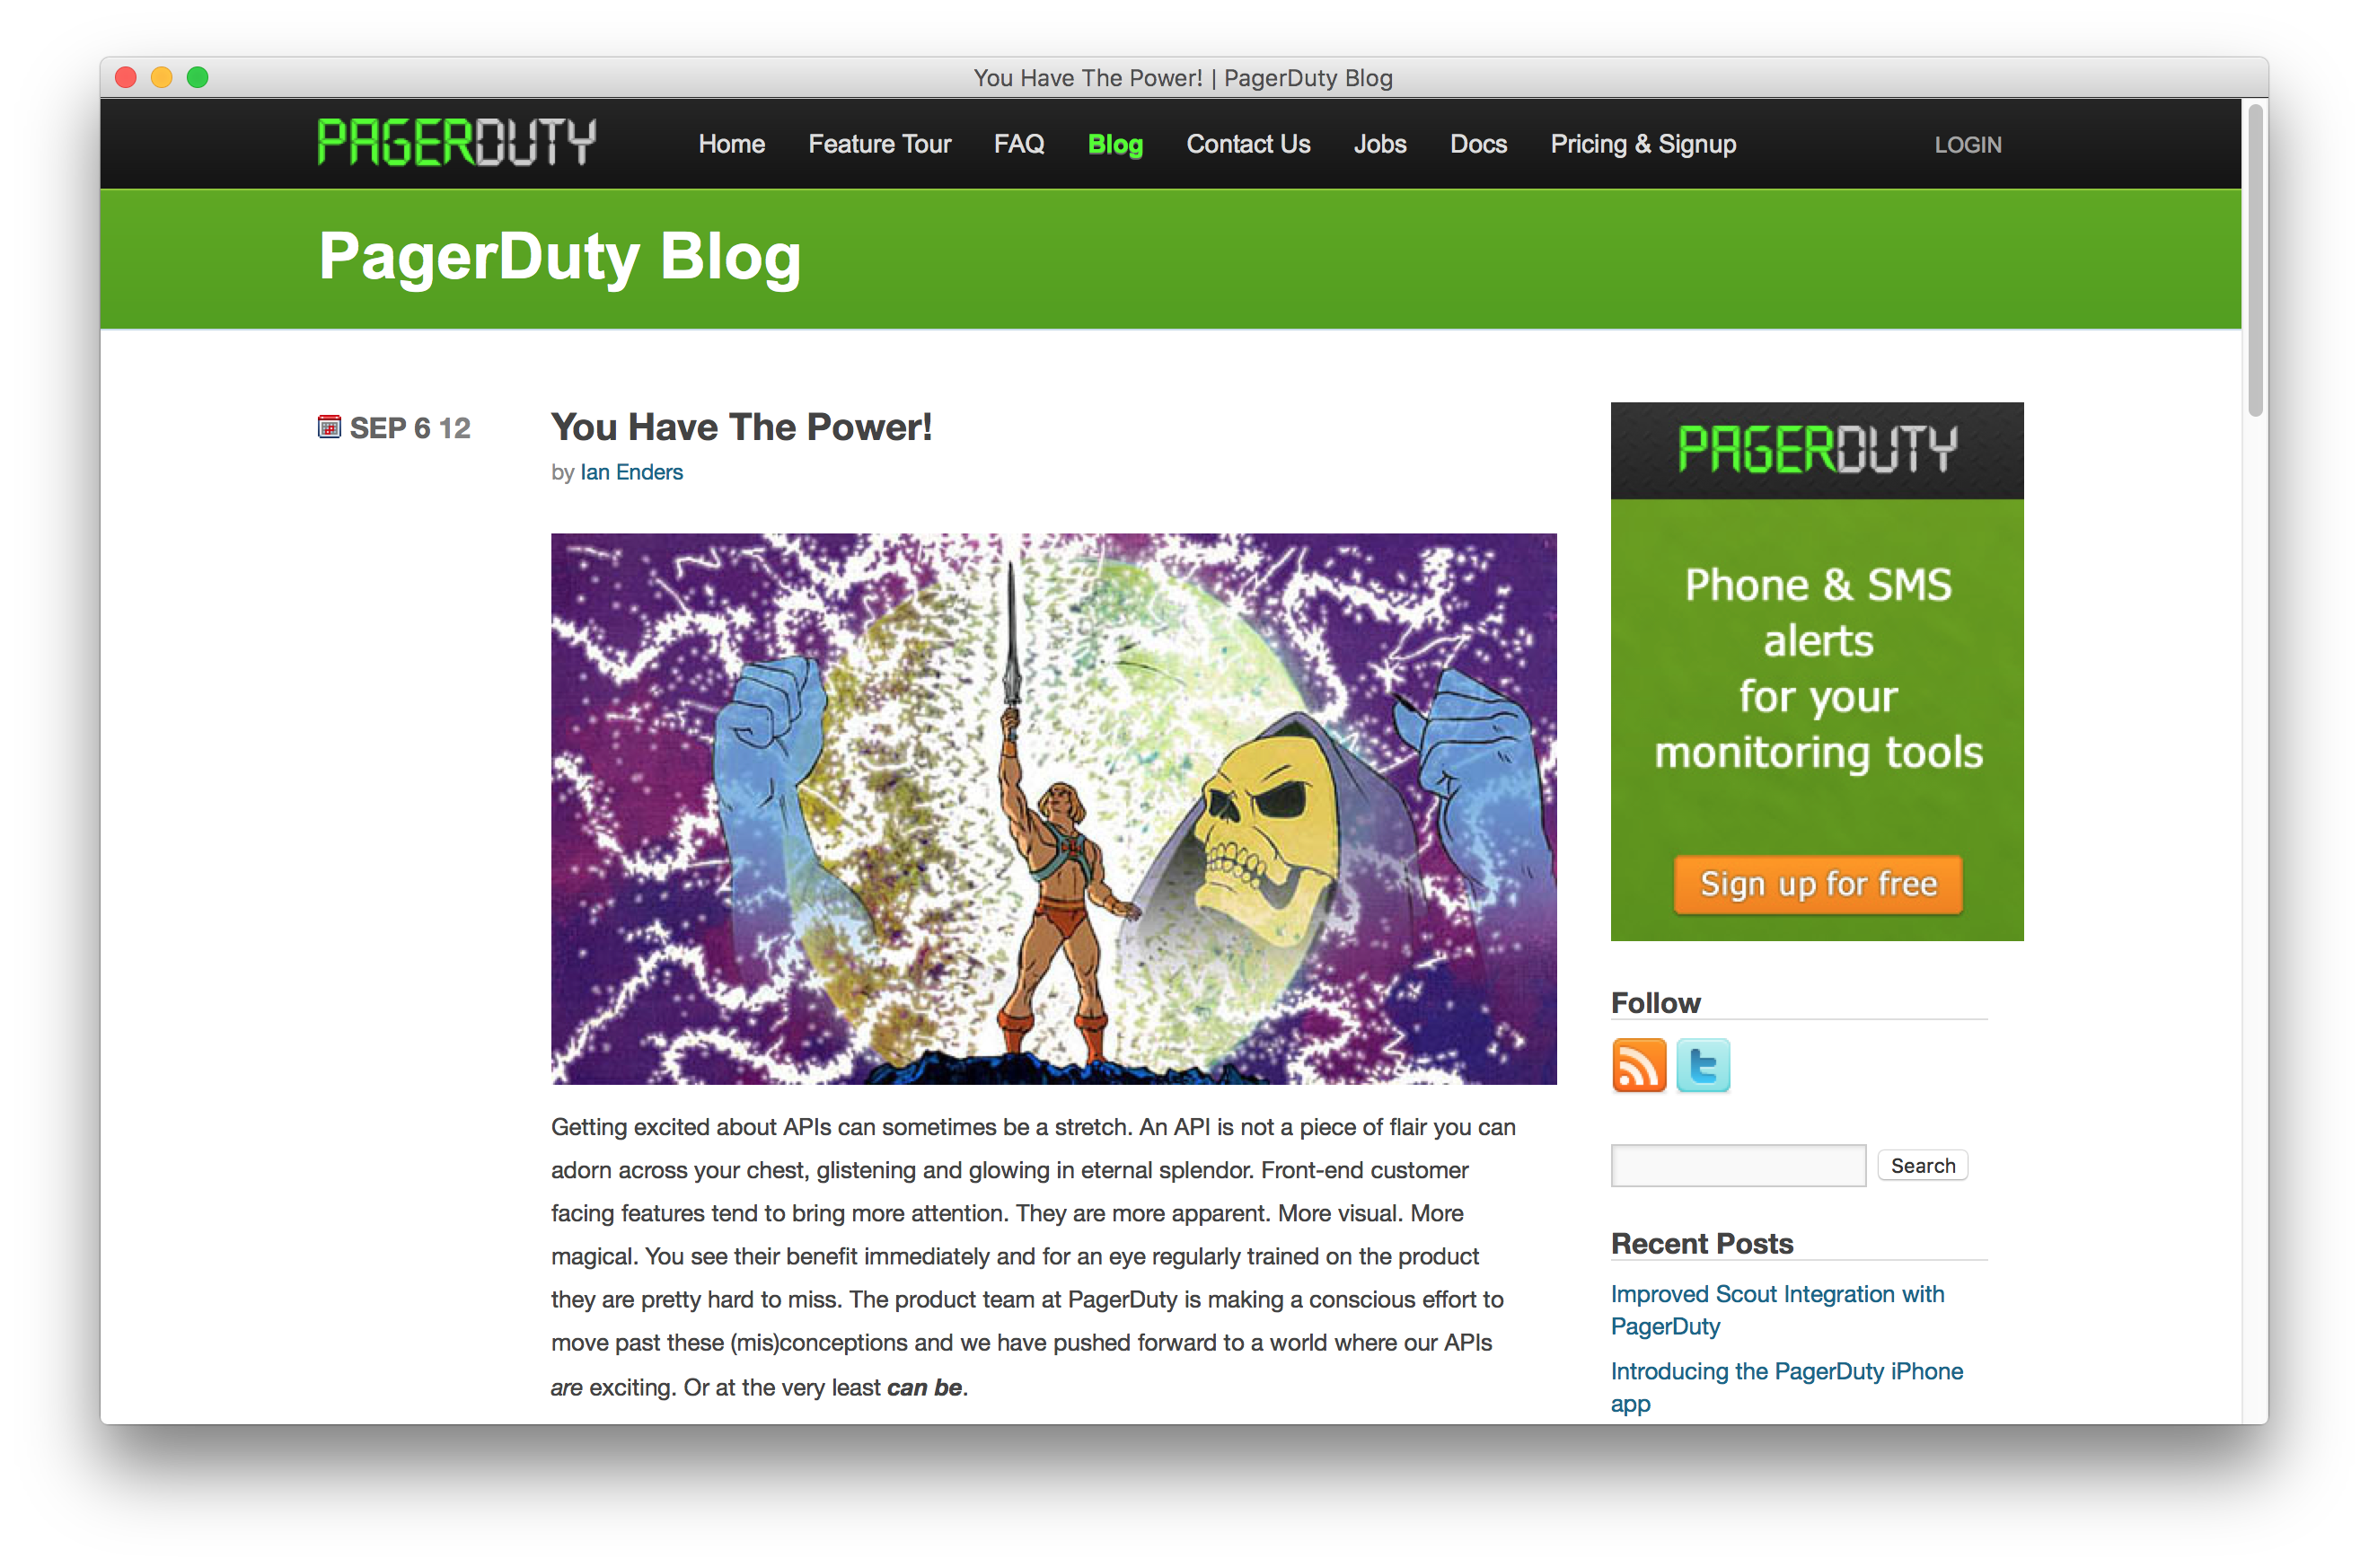 You Have The Power! | PagerDuty Blog
PAGERDUTY
Home Feature Tour FAQ Blog Contact Us Jobs Docs Pricing & Signup LOGIN
PagerDuty Blog
SEP 6 12
You Have The Power!
by Ian Enders
Getting excited about APIs can sometimes be a stretch. An API is not a piece of flair you can
adorn across your chest, glistening and glowing in eternal splendor. Front-end customer
facing features tend to bring more attention. They are more apparent. More visual. More
magical. You see their benefit immediately and for an eye regularly trained on the product
they are pretty hard to miss. The product team at PagerDuty is making a conscious effort to
move past these (mis)conceptions and we have pushed forward to a world where our APIs
are exciting. Or at the very least can be.
PAGERDUTY
Phone & SMS
alerts
for your
monitoring tools
Sign up for free
Follow
Search
Recent Posts
Improved Scout Integration with
PagerDuty
Introducing the PagerDuty iPhone
app